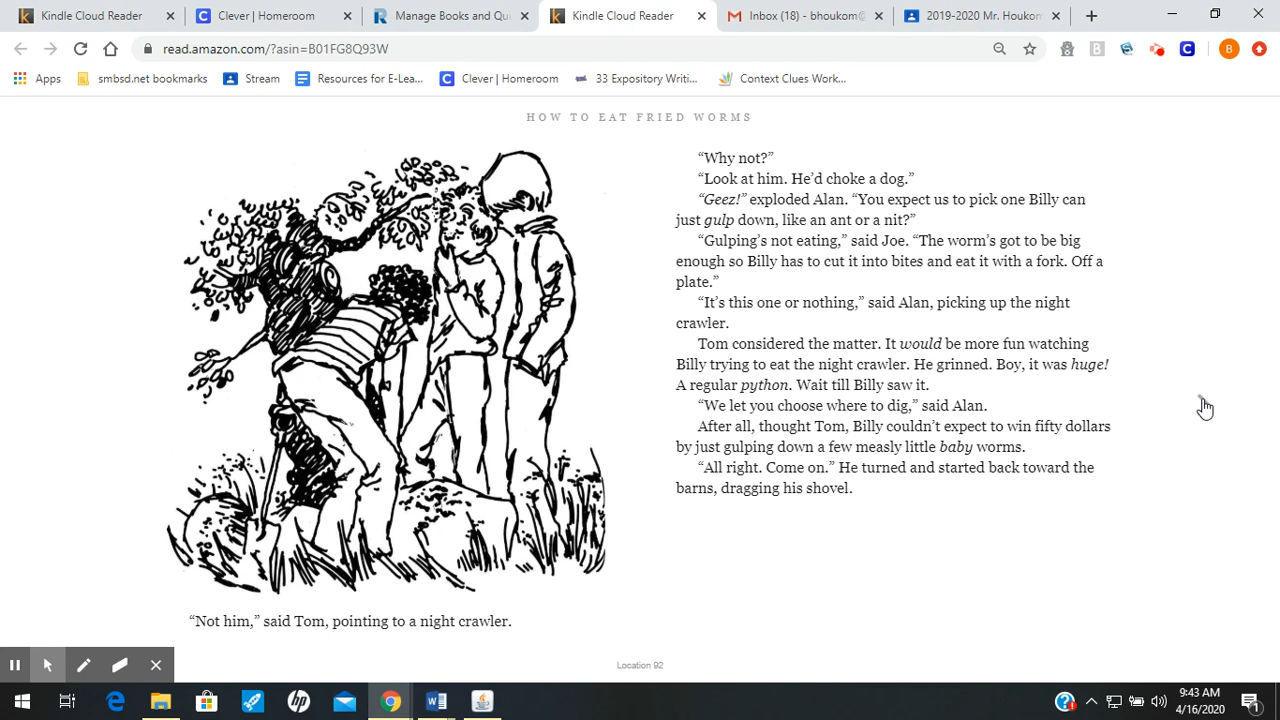 Kindle Cloud Reader
Clever | Homeroom
Manage Books and Qui
Kindle Cloud Reader
Inbox (18) - bhoukom@
2019-2020 Mr. Houkom
read.amazon.com/?asin=B01FG8Q93W
B
Apps
smbsd.net bookmarks
Stream
Resources for E-Lea...
Clever | Homeroom
33 Expository Writi...
Context Clues Work...
HOW TO EAT FRIED WORMS
“Not him,” said Tom, pointing to a night crawler.
“Why not?”
“Look at him. He’d choke a dog.”
“Geez!” exploded Alan. “You expect us to pick one Billy can
just gulp down, like an ant or a nit?”
“Gulping’s not eating,” said Joe. “The worm’s got to be big
enough so Billy has to cut it into bites and eat it with a fork. Off a
plate.”
“It’s this one or nothing,” said Alan, picking up the night
crawler.
Tom considered the matter. It would be more fun watching
Billy trying to eat the night crawler. He grinned. Boy, it was huge!
A regular python. Wait till Billy saw it.
“We let you choose where to dig,” said Alan.
After all, thought Tom, Billy couldn’t expect to win fifty dollars
by just gulping down a few measly little baby worms.
“All right. Come on.” He turned and started back toward the
barns, dragging his shovel.
Location 92
9:43 AM
4/16/2020